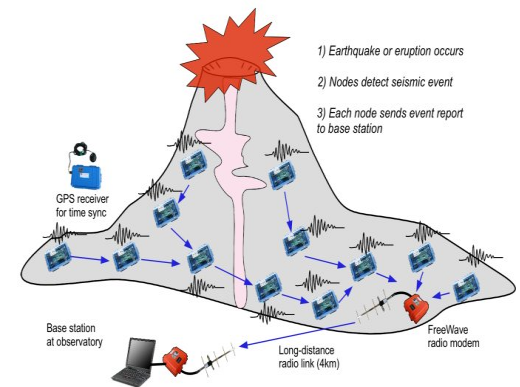 1) Earthquake or eruption occurs
2) Nodes detect seismic event
3) Each node sends event report
to base station
GPS receiver
for time sync
Base station
at observatory
Long-distance
radio link (4km)
FreeWave
radio modem